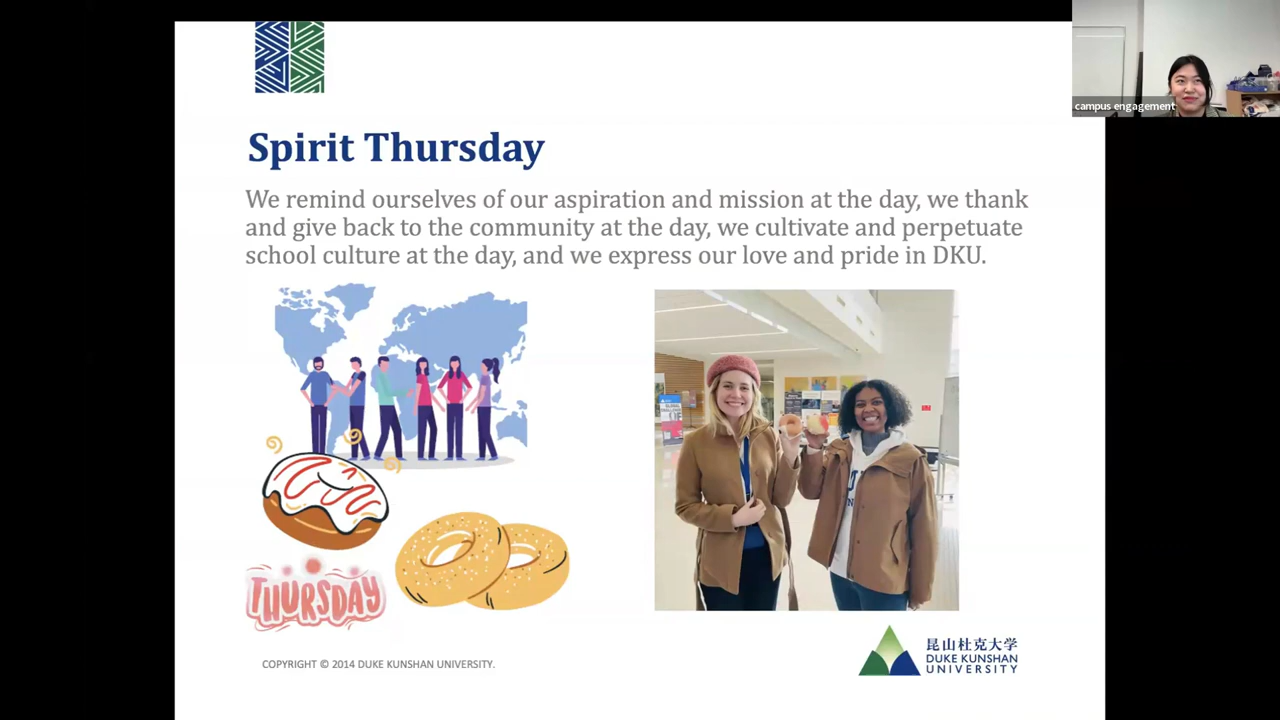 campus engagement
Spirit Thursday
We remind ourselves of our aspiration and mission at the day, we thank
and give back to the community at the day, we cultivate and perpetuate
school culture at the day, and we express our love and pride in DKU.
THURSDAY
COPYRIGHT © 2014 DUKE KUNSHAN UNIVERSITY.
昆山杜克大学
DUKE KUNSHAN
UNIVERSITY